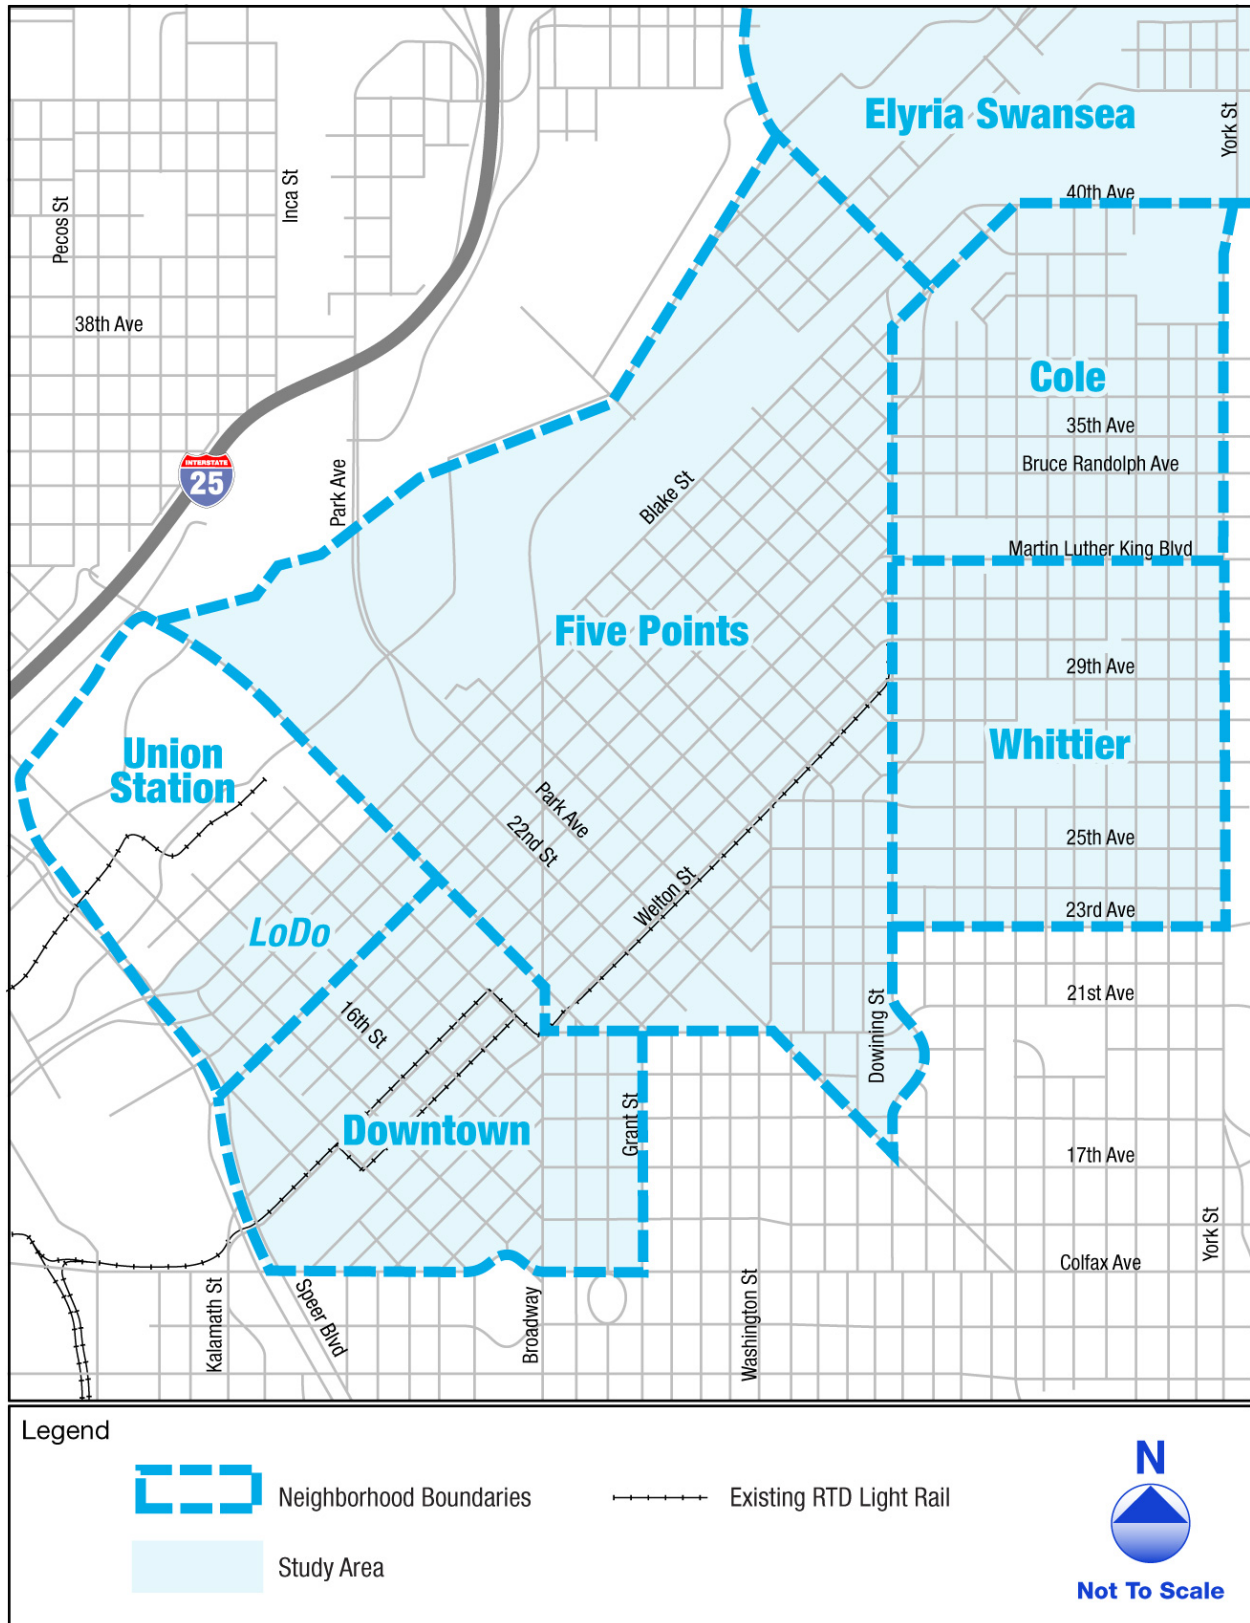 Elyria Swansea
York St
40th Ave
Inca St
Pecos St
38th Ave
Cole
35th Ave
Bruce Randolph Ave
INTERSTATE
25
Park Ave
Blake St
Martin Luther King Blvd
Five Points
29th Ave
Whittier
Union
Station
Park Ave
22nd St
25th Ave
Welton St
23rd Ave
LoDo
21st Ave
16th St
Dowining St
Downtown
Grant St
17th Ave
York St
Colfax Ave
Kalamath St
Speer Blvd
Broadway
Washington St
Legend
Neighborhood Boundaries
Existing RTD Light Rail
Study Area
N
Not To Scale